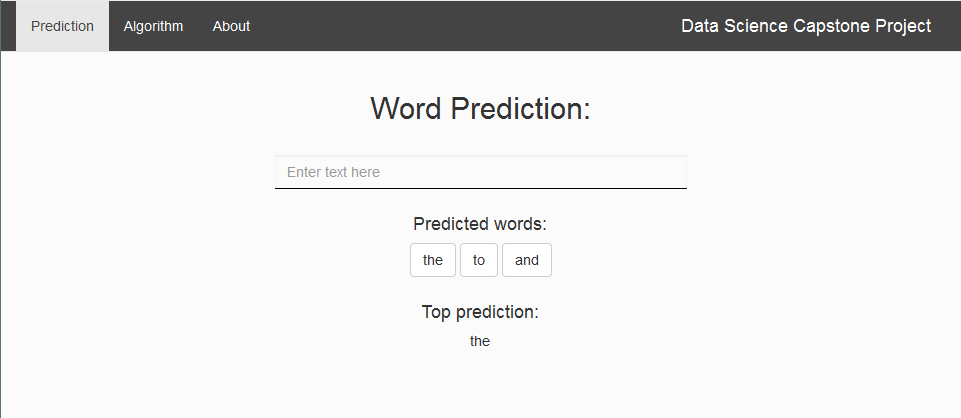 Prediction Algorithm About Data Science Capstone Project
Word Prediction:
Enter text here
Predicted words:
the to and
Top prediction:
the